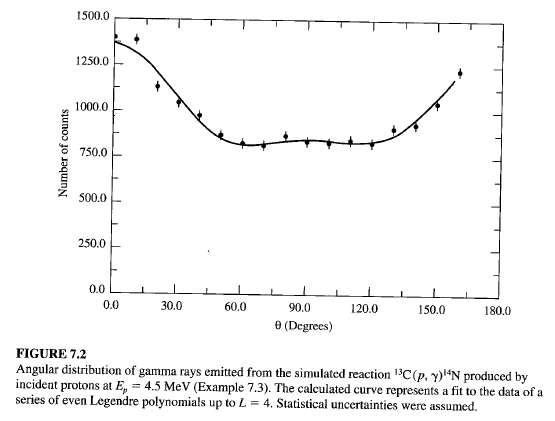 1500.0
1250.0
1000.0
750.0
500.0
250.0
0.0
Number of counts
0.0 30.0 60.0 90.0 120.0 150.0 180.0
θ (Degrees)
FIGURE 7.2
Angular distribution of gamma rays emitted from the simulated reaction ¹³C(p, γ)¹⁴N produced by
incident protons at Eₚ = 4.5 MeV (Example 7.3). The calculated curve represents a fit to the data of a
series of even Legendre polynomials up to L = 4. Statistical uncertainties were assumed.